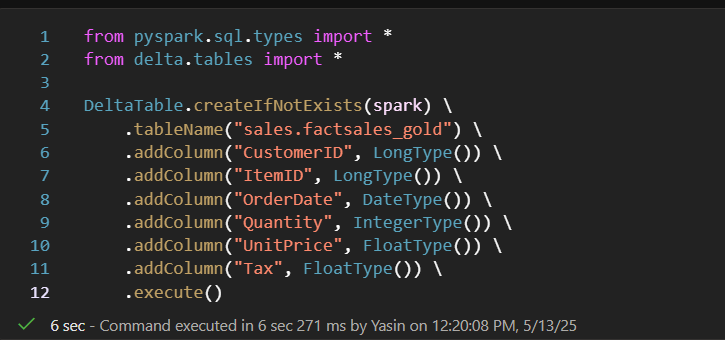 1 from pyspark.sql.types import *
2 from delta.tables import *
3
4 DeltaTable.createIfNotExists(spark) \
5     .tableName("sales.factsales_gold") \
6     .addColumn("CustomerID", LongType()) \
7     .addColumn("ItemID", LongType()) \
8     .addColumn("OrderDate", DateType()) \
9     .addColumn("Quantity", IntegerType()) \
10     .addColumn("UnitPrice", FloatType()) \
11     .addColumn("Tax", FloatType()) \
12     .execute()
6 sec - Command executed in 6 sec 271 ms by Yasin on 12:20:08 PM, 5/13/25